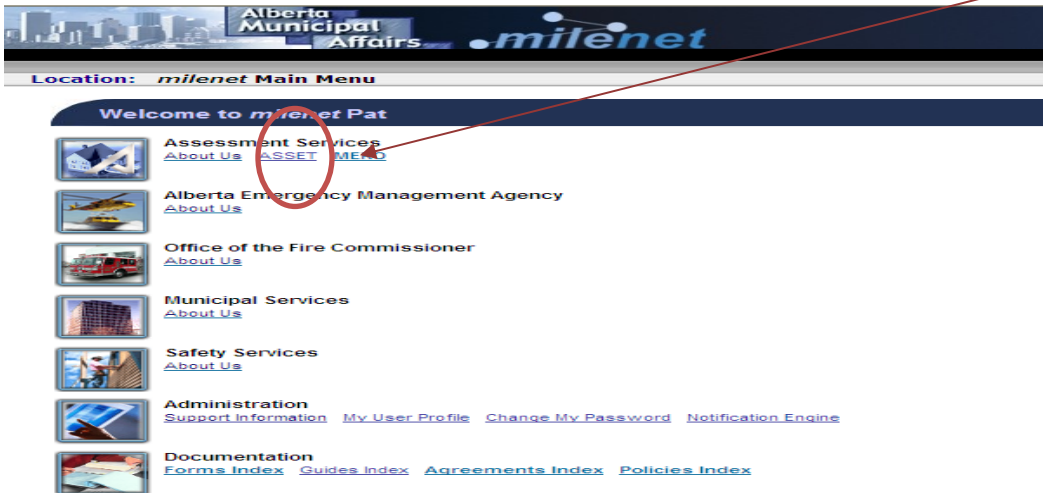 Alberta
Municipal
Affairs
milenet
Location: milenet Main Menu
Welcome to milenet Pat
Assessment Services
About Us ASSET MENO
Alberta Emergency Management Agency
About Us
Office of the Fire Commissioner
About Us
Municipal Services
About Us
Safety Services
About Us
Administration
Support Information My User Profile Change My Password Notification Engine
Documentation
Forms Index Guides Index Agreements Index Policies Index